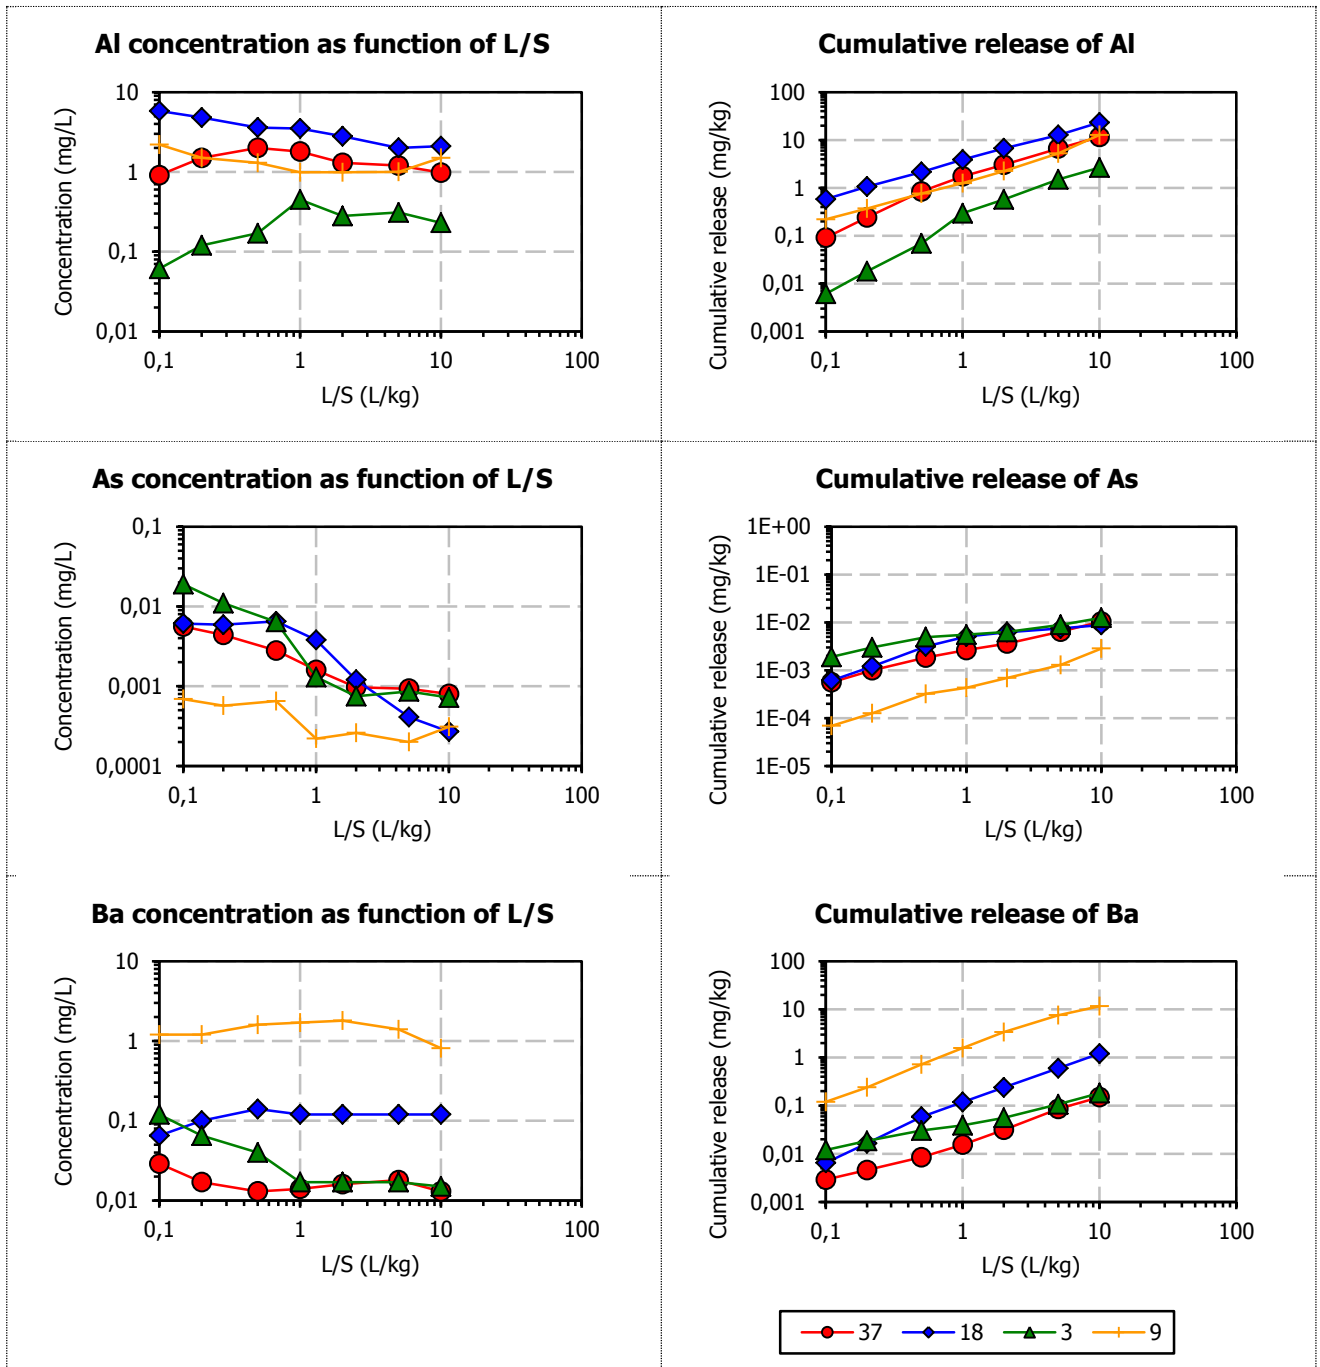 Al concentration as function of L/S
Concentration (mg/L)
10
1
0,1
0,01
0,1 1 10 100
L/S (L/kg)
Cumulative release of Al
Cumulative release (mg/kg)
100
10
1
0,1
0,01
0,001
0,1 1 10 100
L/S (L/kg)
As concentration as function of L/S
Concentration (mg/L)
0,1
0,01
0,001
0,0001
0,1 1 10 100
L/S (L/kg)
Cumulative release of As
Cumulative release (mg/kg)
1E+00
1E-01
1E-02
1E-03
1E-04
1E-05
0,1 1 10 100
L/S (L/kg)
Ba concentration as function of L/S
Concentration (mg/L)
10
1
0,1
0,01
0,1 1 10 100
L/S (L/kg)
Cumulative release of Ba
Cumulative release (mg/kg)
100
10
1
0,1
0,01
0,001
0,1 1 10 100
L/S (L/kg)
37 18 3 9